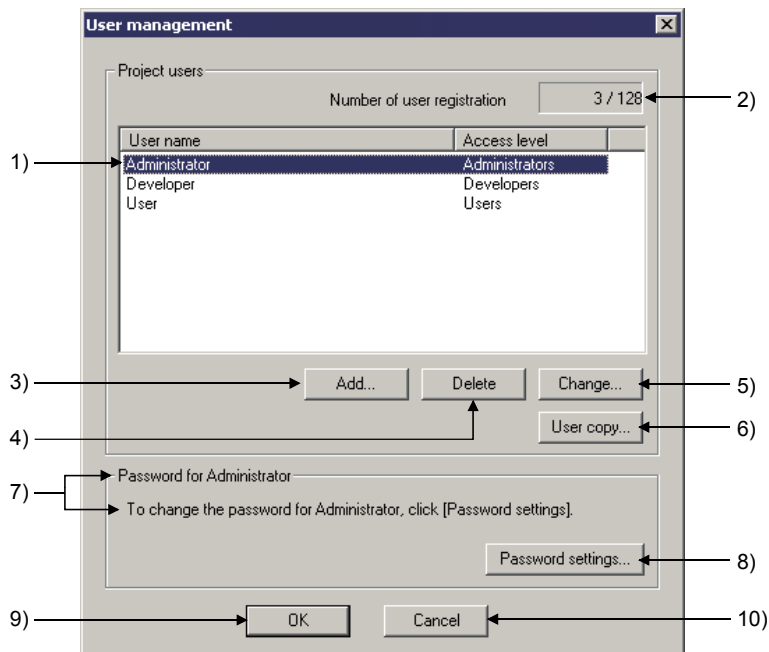 User management
Project users
Number of user registration 3 / 128 2)
User name Access level
1) Administrator Administrators
Developer Developers
User Users
3) Add... Delete Change... 5)
4) User copy... 6)
Password for Administrator
7) To change the password for Administrator, click [Password settings].
Password settings... 8)
9) OK Cancel 10)